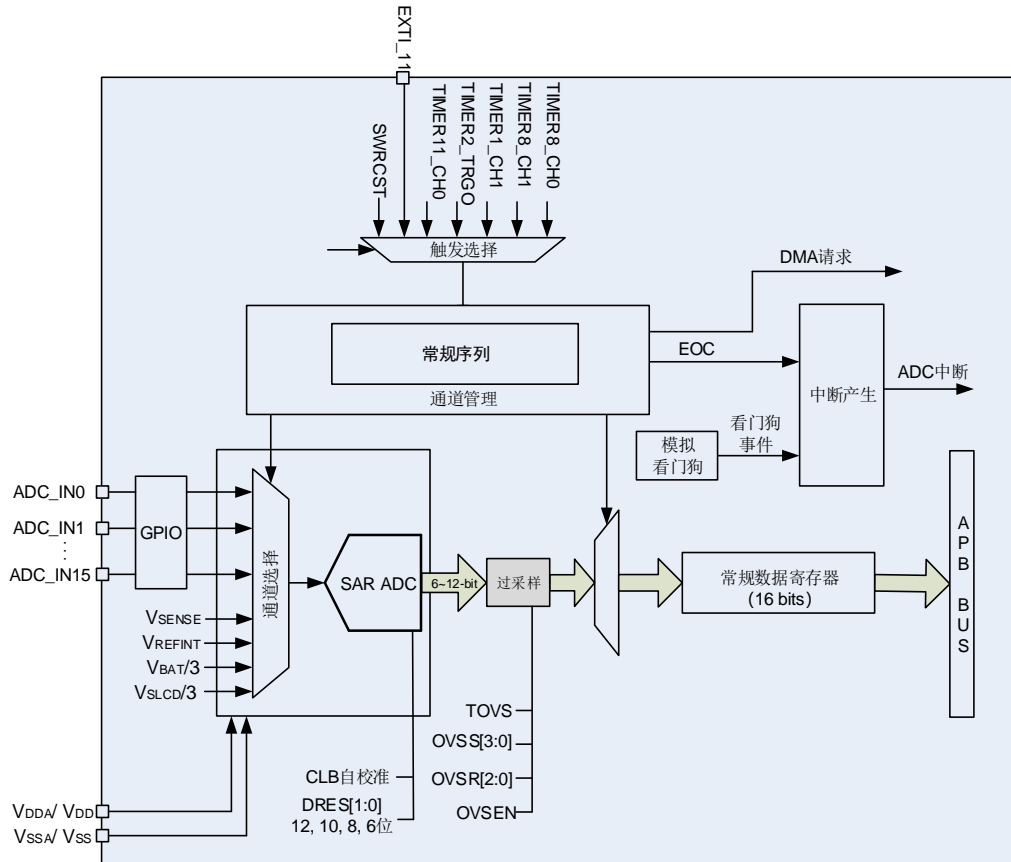 EXTI_11
SWRCST
TIMER11_CH0
TIMER2_TRGO
TIMER1_CH1
TIMER8_CH1
TIMER8_CH0
触发选择
DMA请求
常规序列
通道管理
EOC
中断产生
ADC中断
模拟
看门狗
看门狗
事件
ADC_IN0
ADC_IN1
......
ADC_IN15
GPIO
通道选择
VSENSE
VREFINT
VBAT/3
VSLCD/3
SAR ADC
6~12-bit
过采样
常规数据寄存器
(16 bits)
APB BUS
TOVS
OVSS[3:0]
OVSR[2:0]
OVSEN
CLB自校准
DRES[1:0]
12, 10, 8, 6位
VDDA/ VDD
VSSA/ VSS